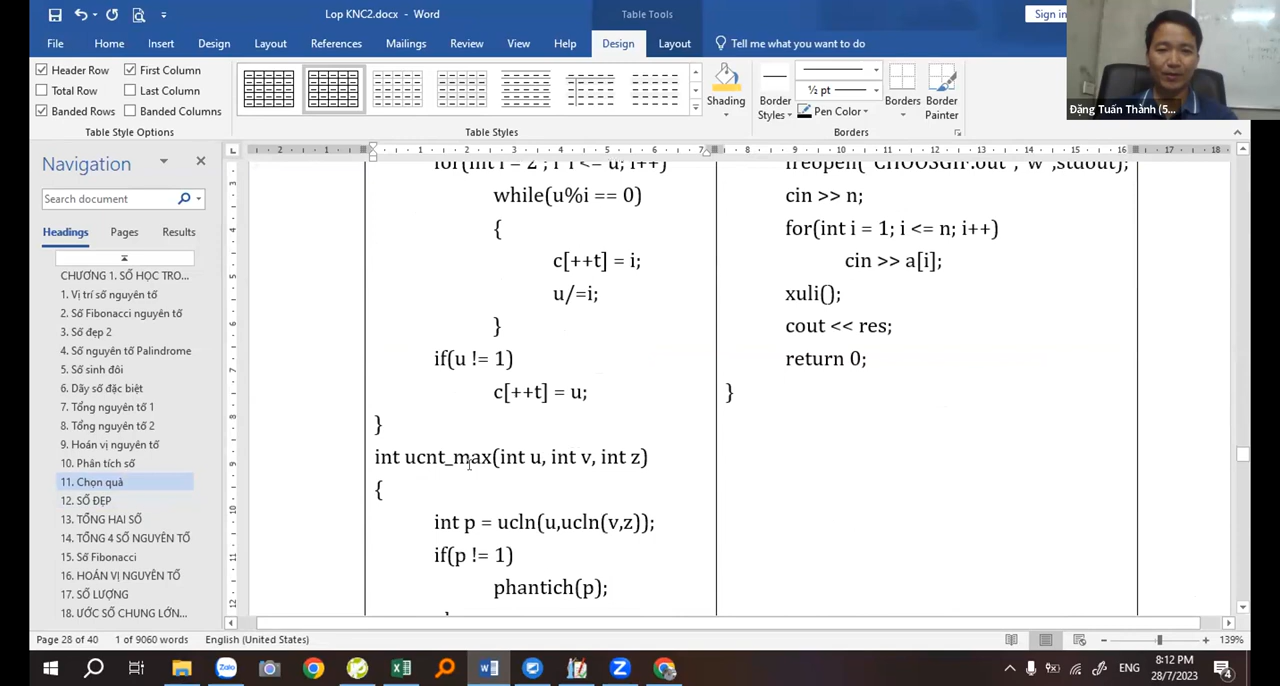 Lop KNC2.docx - Word
Table Tools
Sign in
File
Home
Insert
Design
Layout
References
Mailings
Review
View
Help
Design
Layout
Tell me what you want to do
Đặng Tuấn Thành (5...
Header Row
First Column
Total Row
Last Column
Banded Rows
Banded Columns
Table Style Options
Table Styles
Shading
Border Styles
½ pt
Pen Color
Borders
Border Painter
Borders
Navigation
Search document
Headings
Pages
Results
CHƯƠNG 1. SỐ HỌC TRO...
1. Vị trí số nguyên tố
2. Số Fibonacci nguyên tố
3. Số đẹp 2
4. Số nguyên tố Palindrome
5. Số sinh đôi
6. Dãy số đặc biệt
7. Tổng nguyên tố 1
8. Tổng nguyên tố 2
9. Hoán vị nguyên tố
10. Phân tích số
11. Chọn quà
12. SỐ ĐẸP
13. TỔNG HAI SỐ
14. TỔNG 4 SỐ NGUYÊN TỐ
15. Số Fibonacci
16. HOÁN VỊ NGUYÊN TỐ
17. SỐ LƯỢNG
18. ƯỚC SỐ CHUNG LỚN...
for(int i = 2 ; i*i <= u; i++)
while(u%i == 0)
{
c[++t] = i;
u/=i;
}
if(u != 1)
c[++t] = u;
}
int ucnt_max(int u, int v, int z)
{
int p = ucln(u,ucln(v,z));
if(p != 1)
phantich(p);
freopen("CHOOSGIF.out","w",stdout);
cin >> n;
for(int i = 1; i <= n; i++)
cin >> a[i];
xuli();
cout << res;
return 0;
}
Page 28 of 40
1 of 9060 words
English (United States)
139%
ENG
8:12 PM
28/7/2023
4